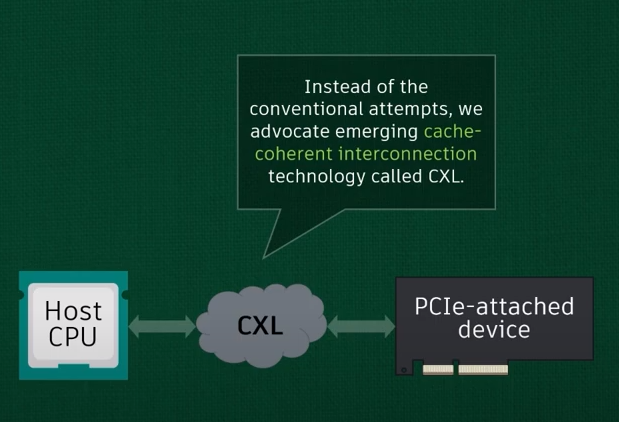 Instead of the
conventional attempts, we
advocate emerging cache-
coherent interconnection
technology called CXL.
Host
CPU
CXL
PCIe-attached
device